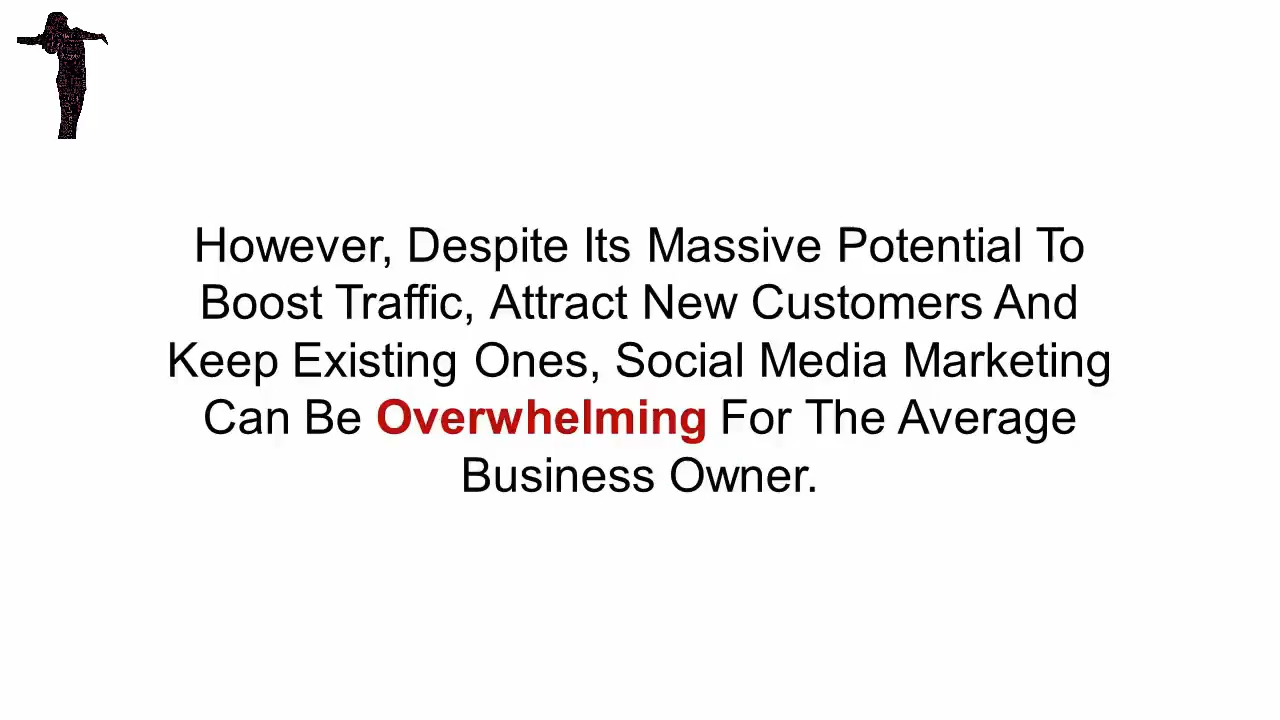 However, Despite Its Massive Potential To
Boost Traffic, Attract New Customers And
Keep Existing Ones, Social Media Marketing
Can Be Overwhelming For The Average
Business Owner.